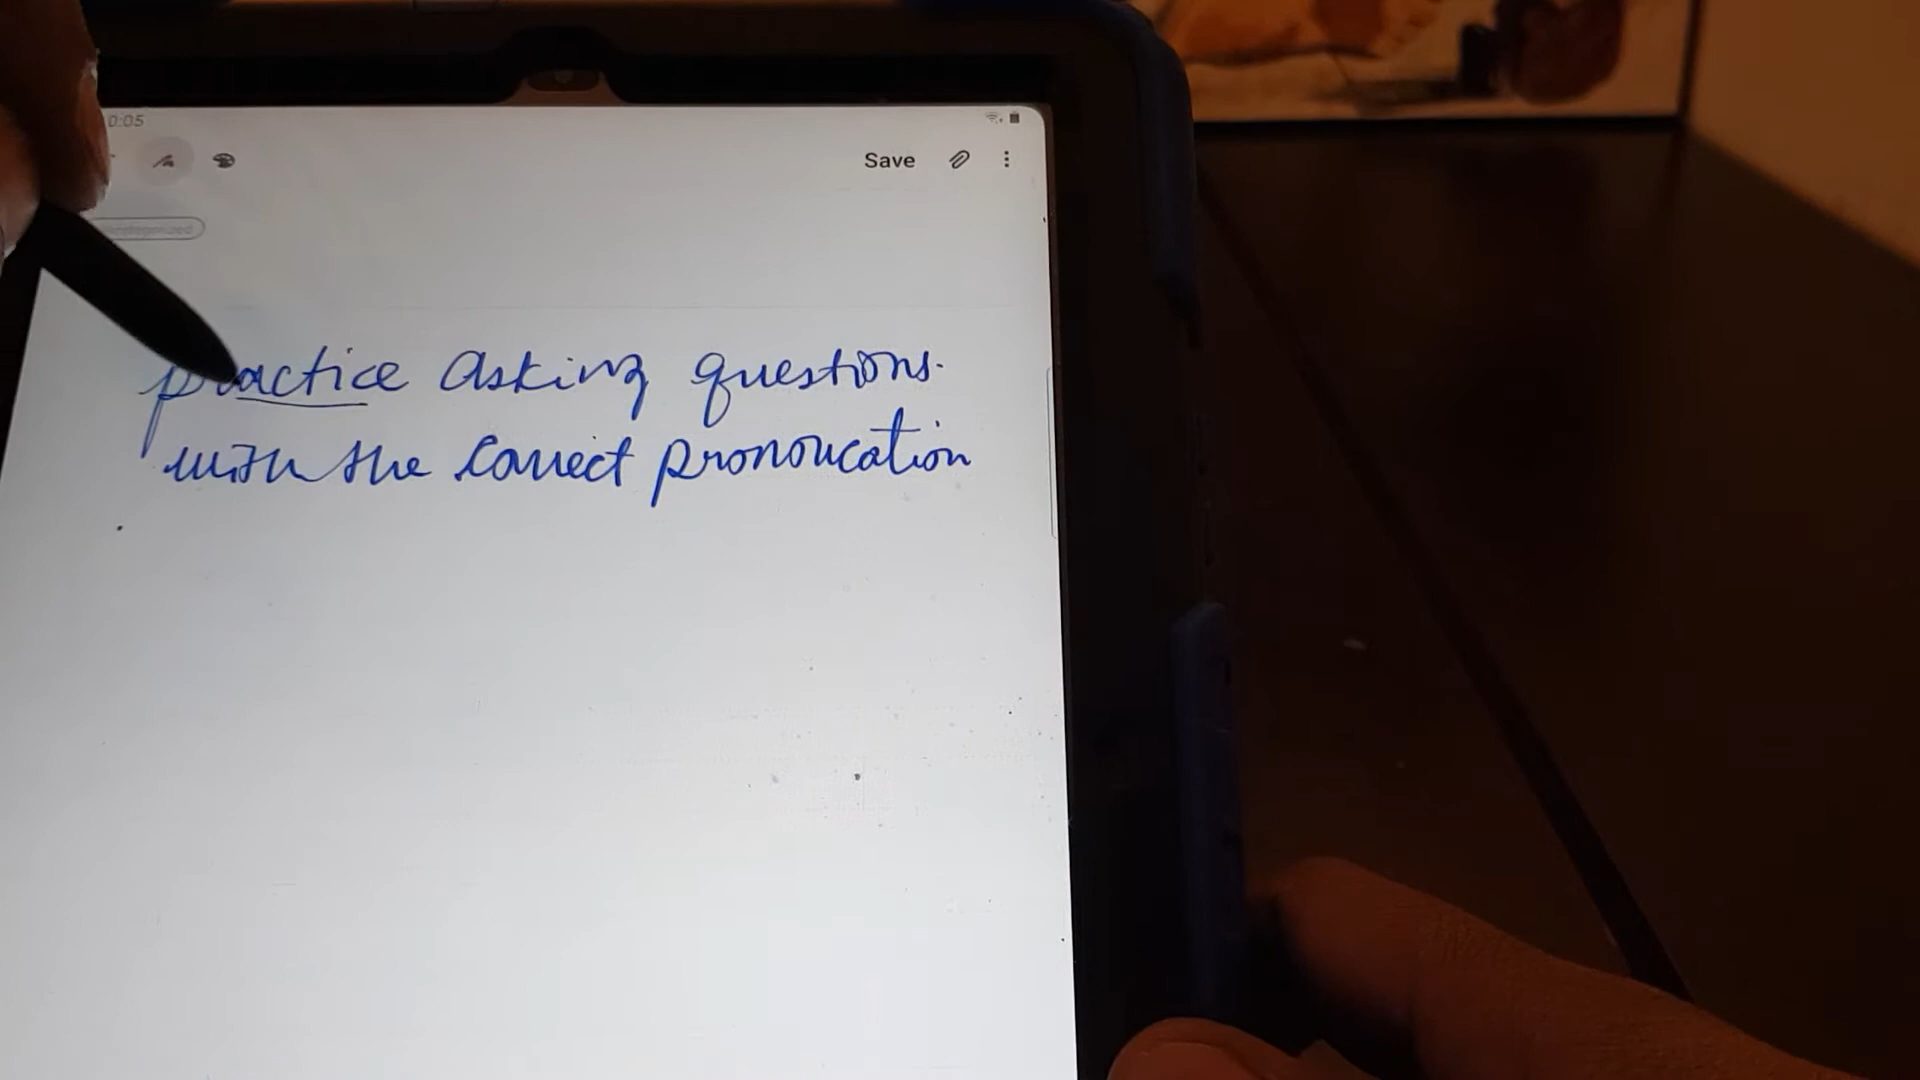 0:05
Save
practice asking questions.
with the correct pronoucation